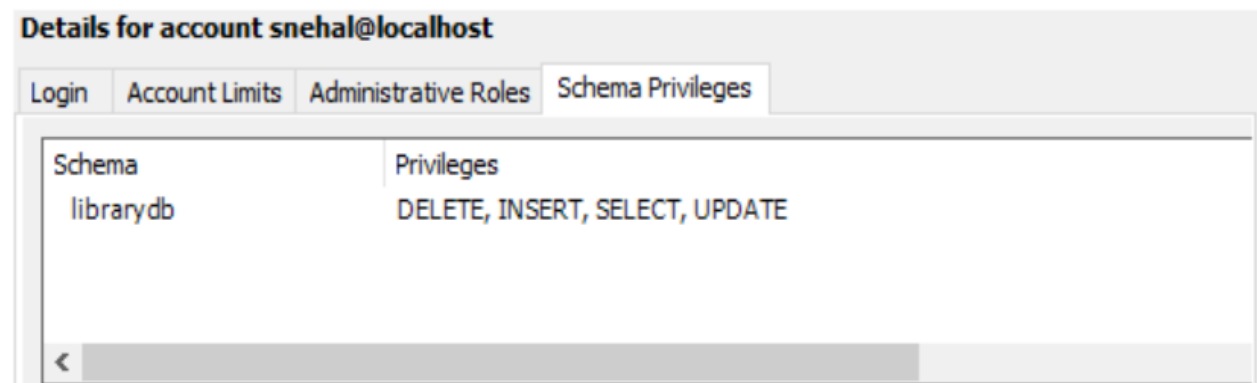 Details for account snehal@localhost
Login Account Limits Administrative Roles Schema Privileges
Schema Privileges
librarydb DELETE, INSERT, SELECT, UPDATE